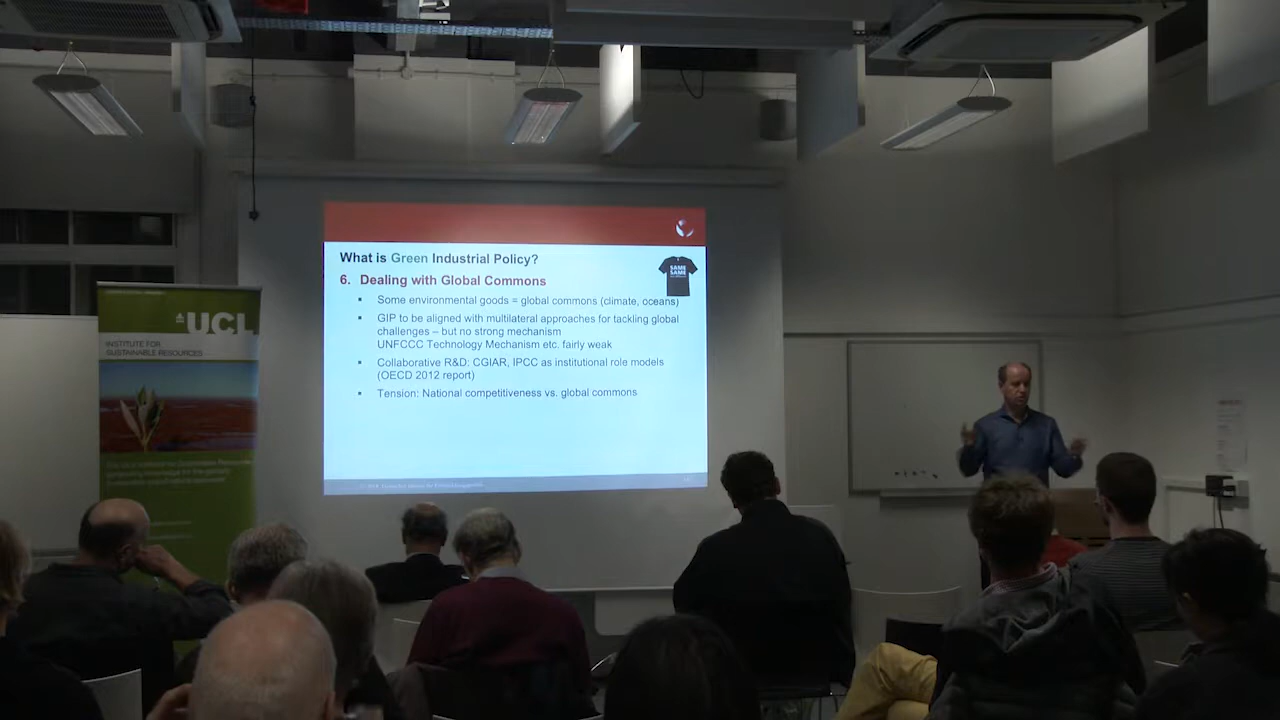 What is Green Industrial Policy?
6. Dealing with Global Commons
SAME
SAME
▪ Some environmental goods = global commons (climate, oceans)
▪ GIP to be aligned with multilateral approaches for tackling global
challenges – but no strong mechanism
UNFCCC Technology Mechanism etc. fairly weak
▪ Collaborative R&D: CGIAR, IPCC as institutional role models
(OECD 2012 report)
▪ Tension: National competitiveness vs. global commons
UCL
INSTITUTE FOR
SUSTAINABLE RESOURCES